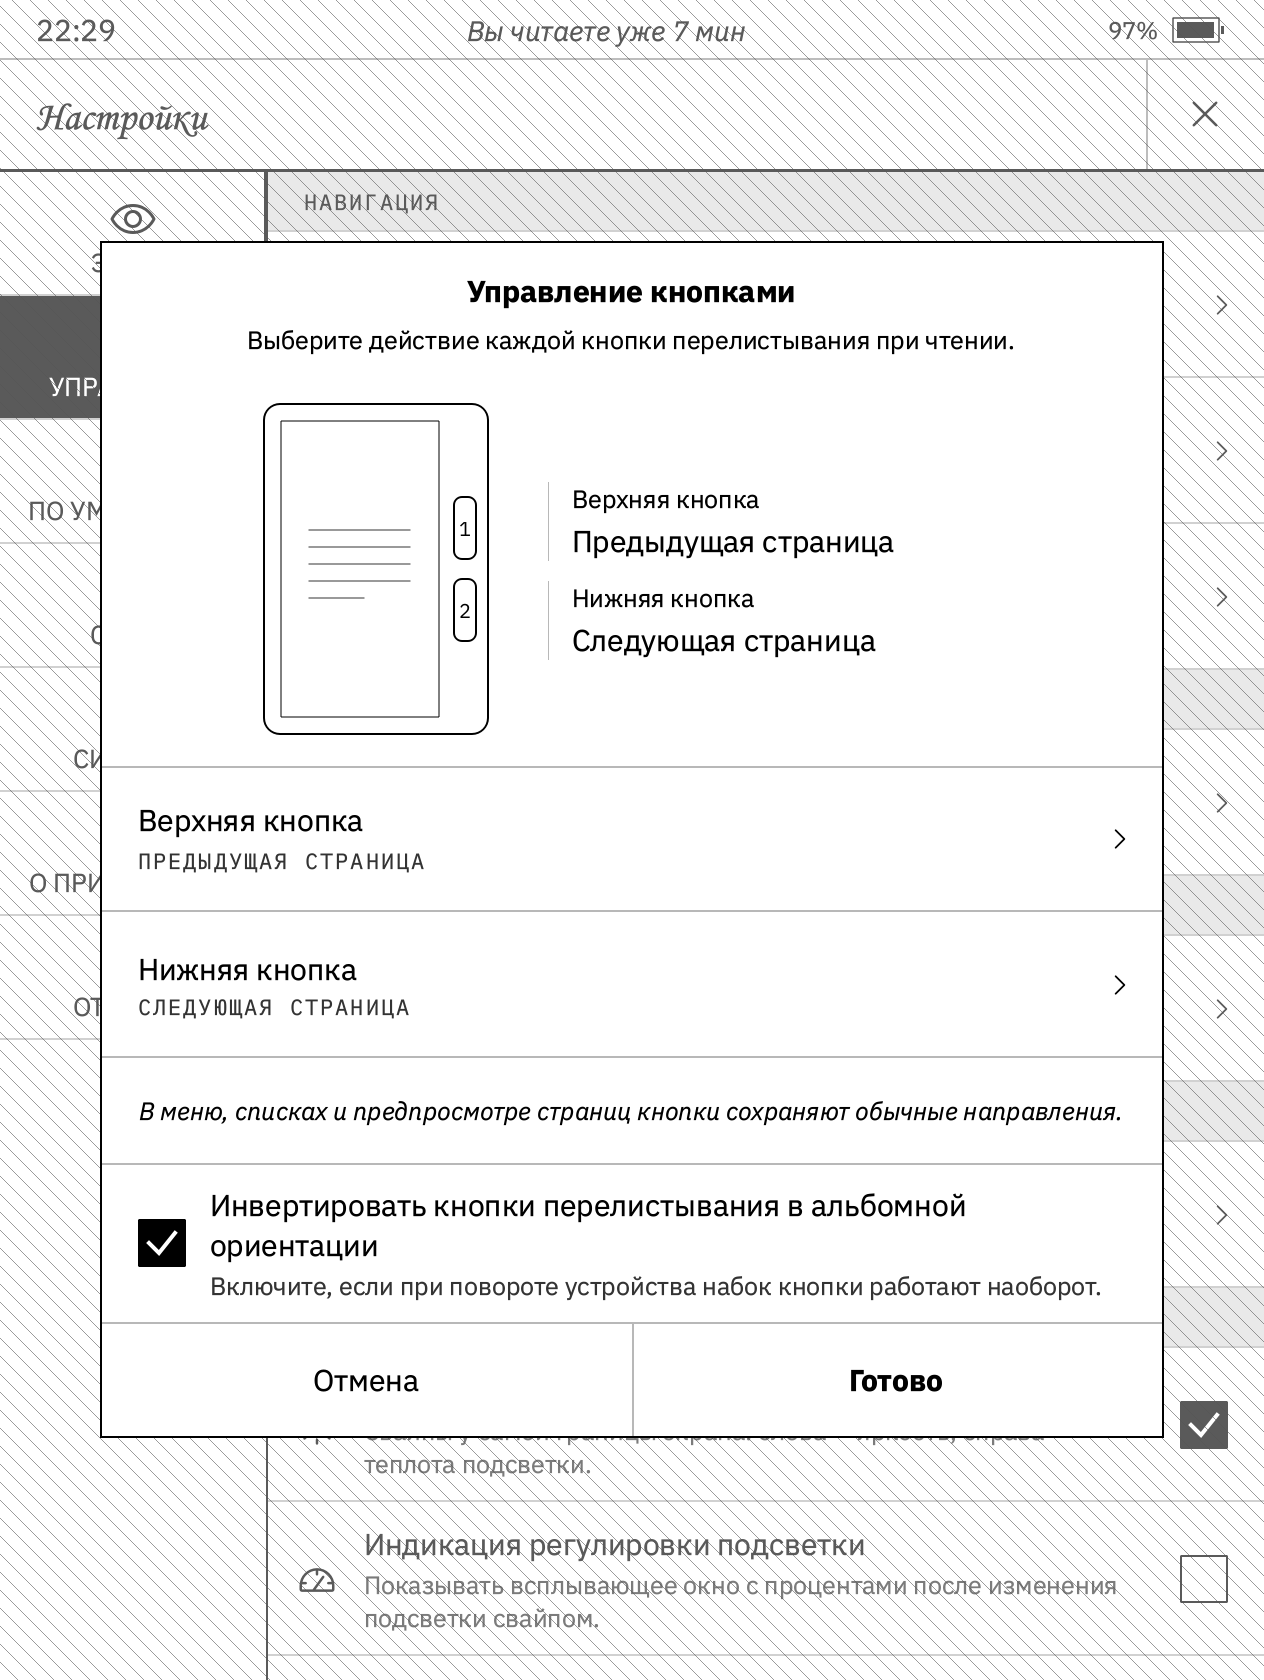 22:29
Вы читаете уже 7 мин
97%
Настройки
НАВИГАЦИЯ
Управление кнопками
Выберите действие каждой кнопки перелистывания при чтении.
1
2
Верхняя кнопка
Предыдущая страница
Нижняя кнопка
Следующая страница
Верхняя кнопка
ПРЕДЫДУЩАЯ СТРАНИЦА
Нижняя кнопка
СЛЕДУЮЩАЯ СТРАНИЦА
В меню, списках и предпросмотре страниц кнопки сохраняют обычные направления.
Инвертировать кнопки перелистывания в альбомной
ориентации
Включите, если при повороте устройства набок кнопки работают наоборот.
Отмена
Готово
теплота подсветки.
Индикация регулировки подсветки
Показывать всплывающее окно с процентами после изменения
подсветки свайпом.